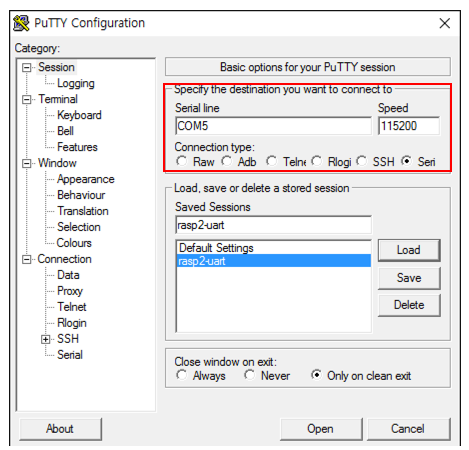 PuTTY Configuration
Category:
Session
Logging
Terminal
Keyboard
Bell
Features
Window
Appearance
Behaviour
Translation
Selection
Colours
Connection
Data
Proxy
Telnet
Rlogin
SSH
Serial
Basic options for your PuTTY session
Specify the destination you want to connect to
Serial line Speed
COM5 115200
Connection type:
Raw Adb Telne Rlogi SSH Seri
Load, save or delete a stored session
Saved Sessions
rasp2-uart
Default Settings
rasp2-uart
Load
Save
Delete
Close window on exit:
Always Never Only on clean exit
About Open Cancel